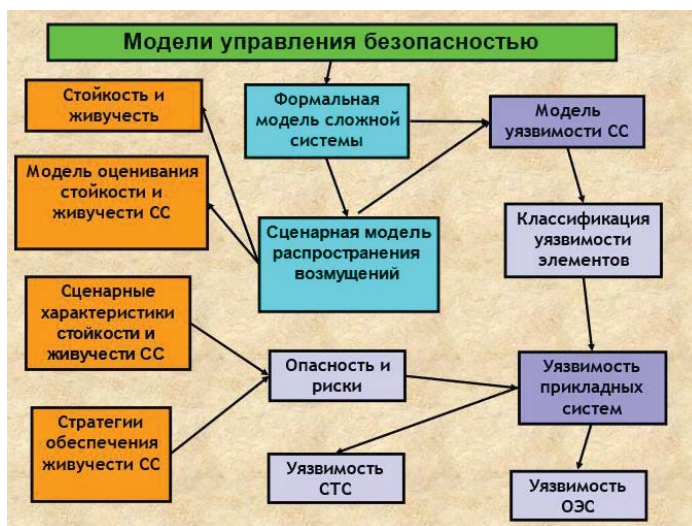 Модели управления безопасностью
Стойкость и
живучесть
Формальная
модель сложной
системы
Модель
уязвимости СС
Модель оценивания
стойкости и
живучести СС
Сценарная модель
распространения
возмущений
Классификация
уязвимости
элементов
Сценарные
характеристики
стойкости и
живучести СС
Опасность и
риски
Уязвимость
прикладных
систем
Стратегии
обеспечения
живучести СС
Уязвимость
СТС
Уязвимость
ОЭС